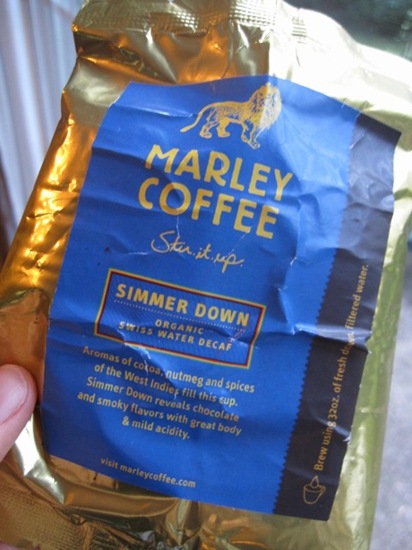 MARLEY
COFFEE
Stir it up.
SIMMER DOWN
ORGANIC
SWISS WATER DECAF
Aromas of cocoa, nutmeg and spices
of the West Indies fill this cup.
Simmer Down reveals chocolate
and smoky flavors with great body
& mild acidity.
visit marleycoffee.com
Brew using 32oz. of fresh filtered water.